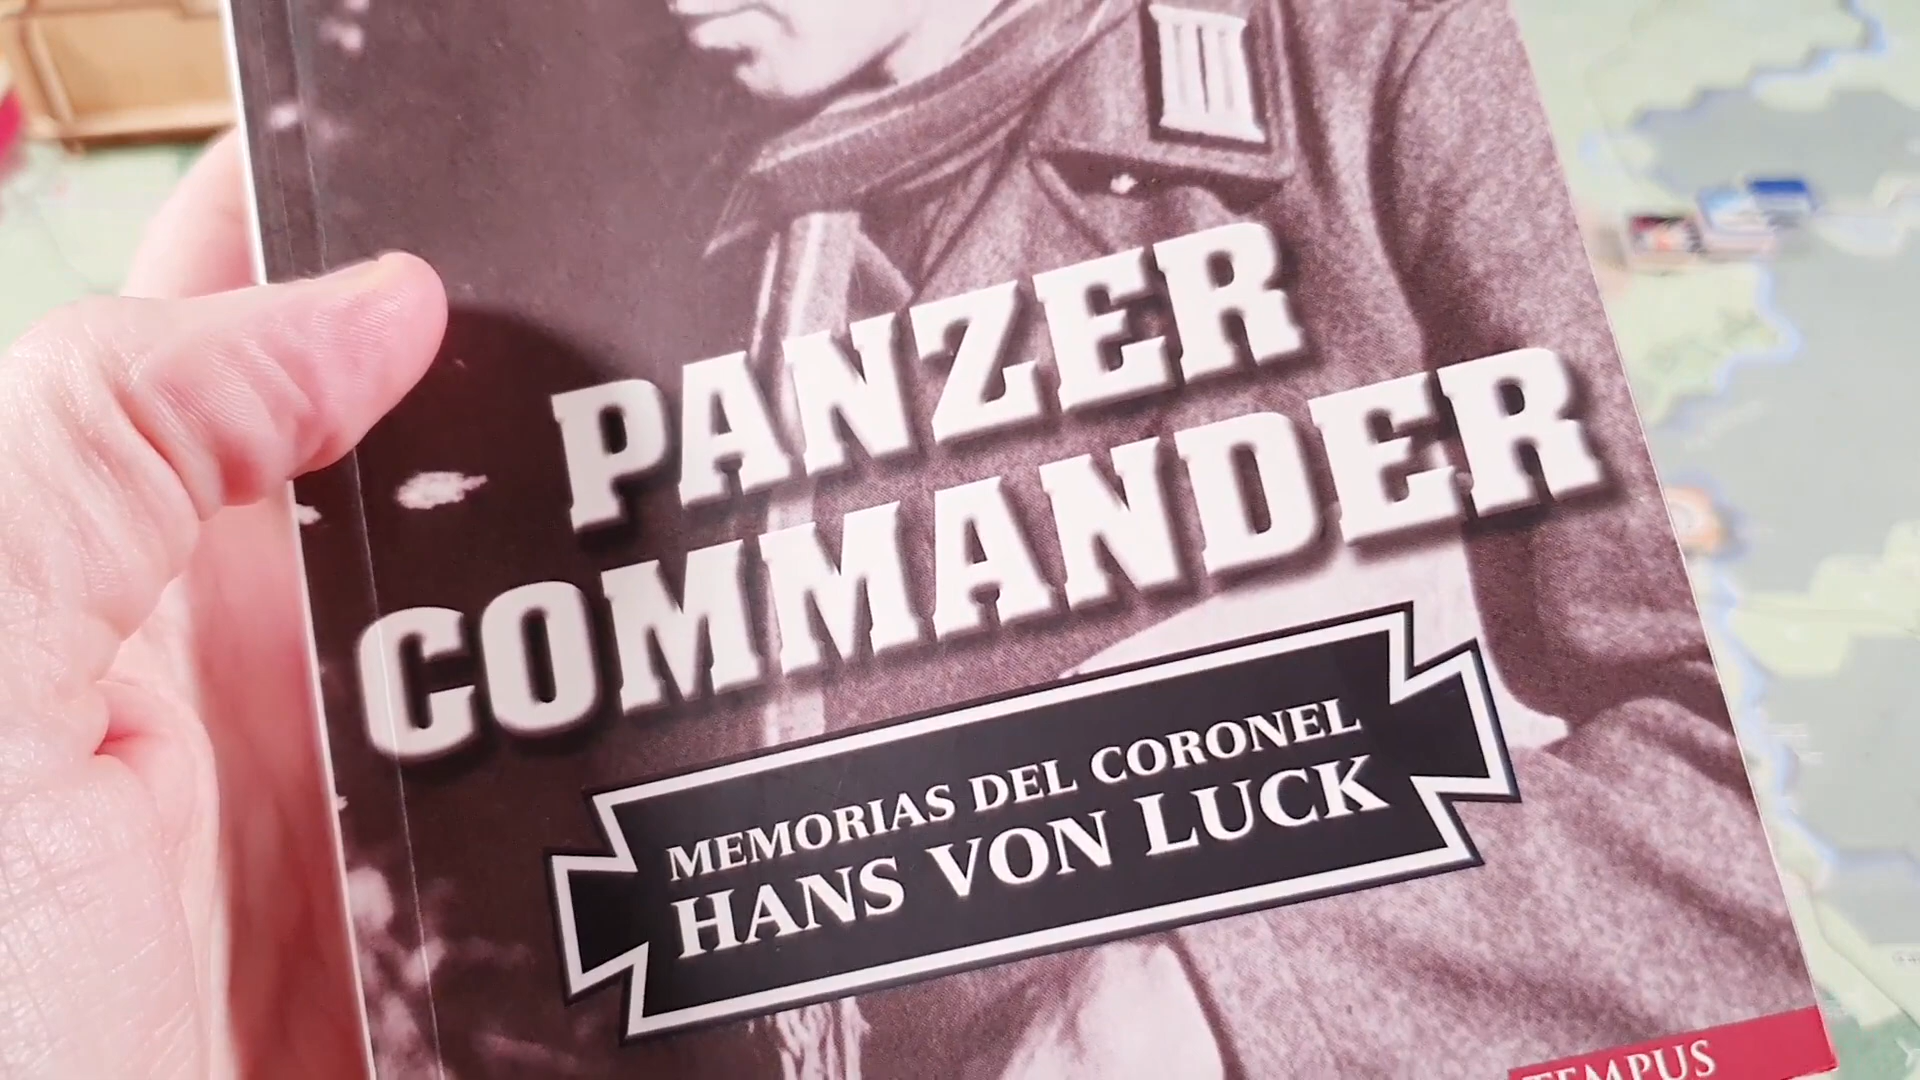 PANZER
COMMANDER
MEMORIAS DEL CORONEL
HANS VON LUCK
TEMPUS